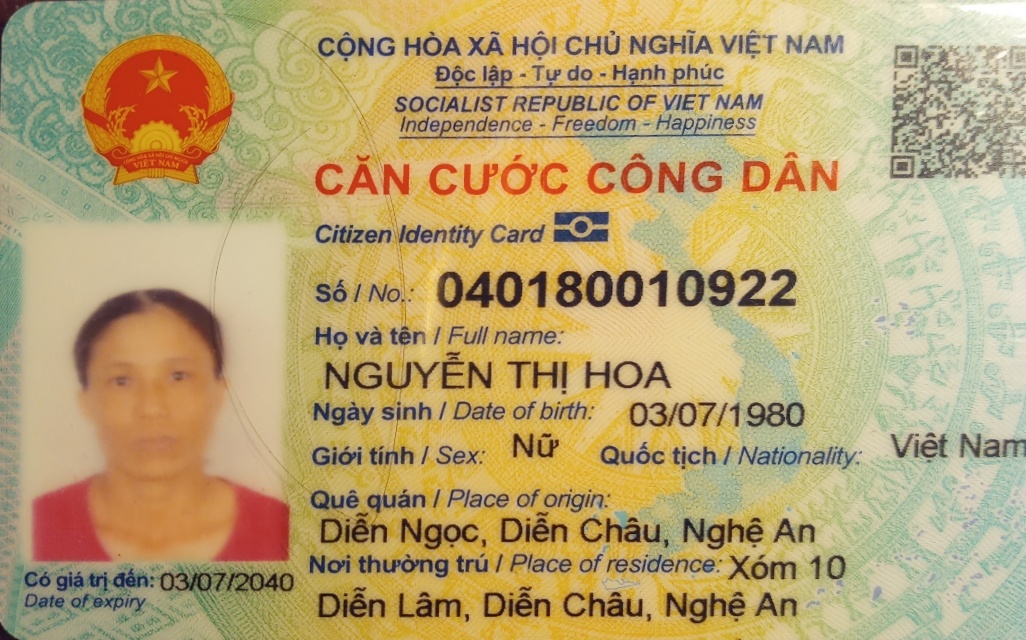 CỘNG HÒA XÃ HỘI CHỦ NGHĨA VIỆT NAM
Độc lập - Tự do - Hạnh phúc
SOCIALIST REPUBLIC OF VIET NAM
Independence - Freedom - Happiness
CĂN CƯỚC CÔNG DÂN
Citizen Identity Card
Số / No.: 040180010922
Họ và tên / Full name:
NGUYỄN THỊ HOA
Ngày sinh / Date of birth: 03/07/1980
Giới tính / Sex: Nữ Quốc tịch / Nationality: Việt Nam
Quê quán / Place of origin:
Diễn Ngọc, Diễn Châu, Nghệ An
Nơi thường trú / Place of residence: Xóm 10
Diễn Lâm, Diễn Châu, Nghệ An
Có giá trị đến: 03/07/2040
Date of expiry
VIỆT NAM